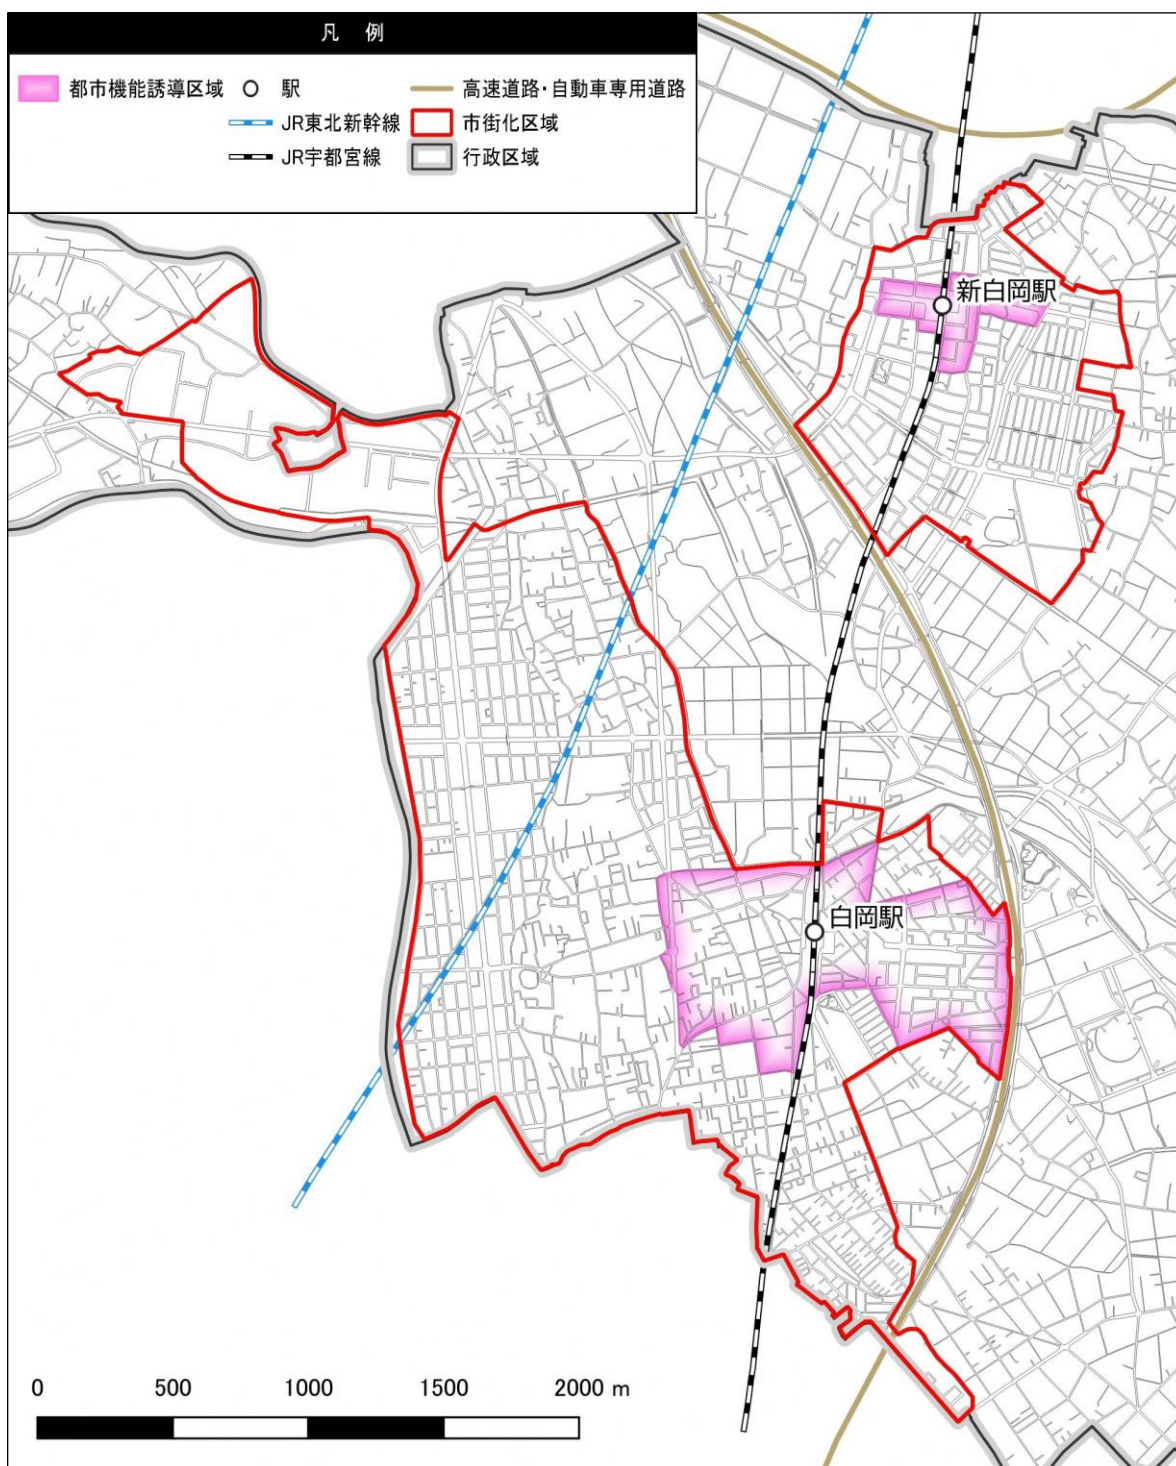 凡 例
都市機能誘導区域
駅
高速道路・自動車専用道路
JR東北新幹線
市街化区域
JR宇都宮線
行政区域
新白岡駅
白岡駅
0 500 1000 1500 2000 m